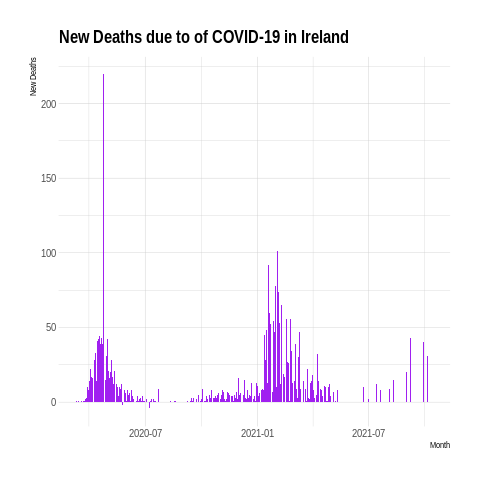 New Deaths due to of COVID-19 in Ireland
New Deaths
200
150
100
50
0
2020-07
2021-01
2021-07
Month